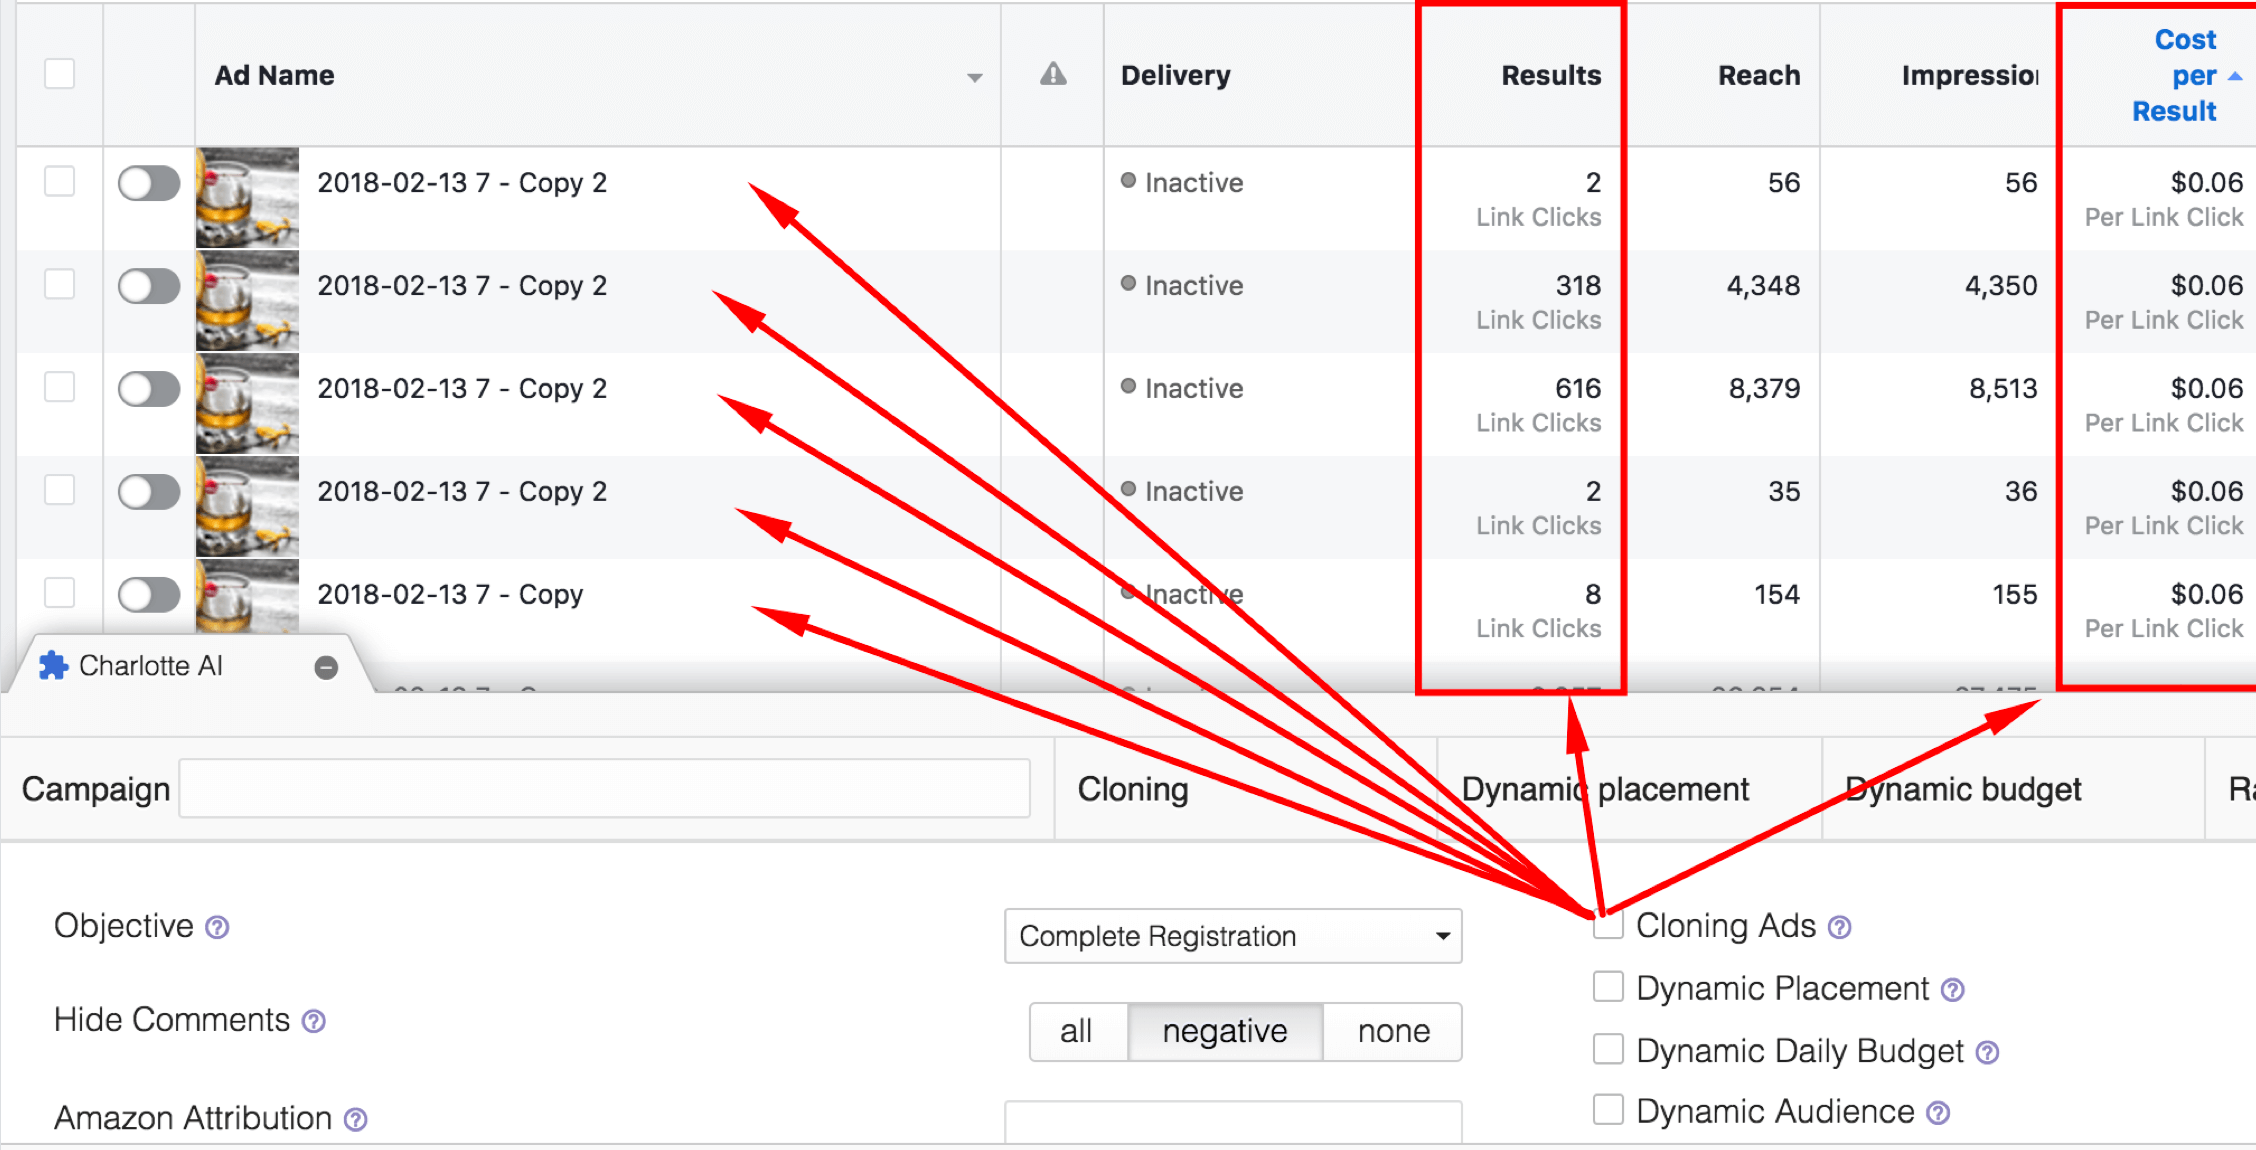 Ad Name Delivery Results Reach Impression Cost per Result
2018-02-13 7 - Copy 2 Inactive 2 56 56 $0.06
Link Clicks Per Link Click
2018-02-13 7 - Copy 2 Inactive 318 4,348 4,350 $0.06
Link Clicks Per Link Click
2018-02-13 7 - Copy 2 Inactive 616 8,379 8,513 $0.06
Link Clicks Per Link Click
2018-02-13 7 - Copy 2 Inactive 2 35 36 $0.06
Link Clicks Per Link Click
2018-02-13 7 - Copy Inactive 8 154 155 $0.06
Link Clicks Per Link Click
Charlotte AI
Campaign Cloning Dynamic placement Dynamic budget Ra
Objective Complete Registration Cloning Ads
Dynamic Placement
Hide Comments all negative none
Dynamic Daily Budget
Amazon Attribution Dynamic Audience